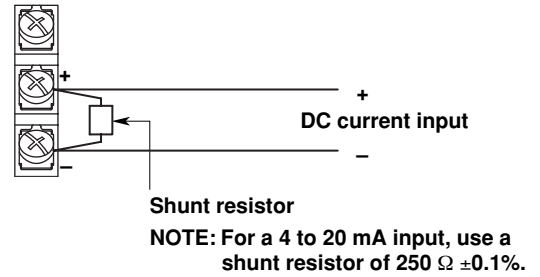 +
+
DC current input
–
–
Shunt resistor
NOTE: For a 4 to 20 mA input, use a
shunt resistor of 250 Ω ±0.1%.